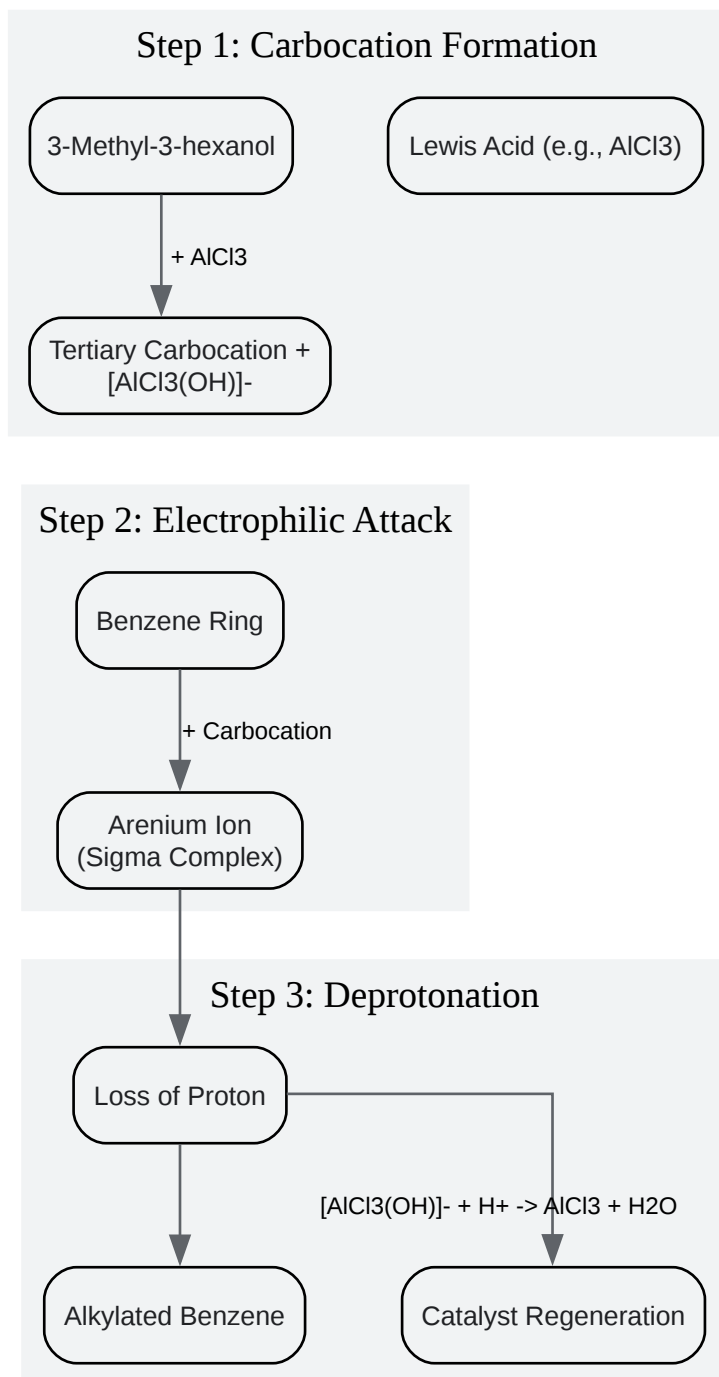 Step 1: Carbocation Formation
3-Methyl-3-hexanol
Lewis Acid (e.g., AlCl3)
+ AlCl3
Tertiary Carbocation +
[AlCl3(OH)]-
Step 2: Electrophilic Attack
Benzene Ring
+ Carbocation
Arenium Ion
(Sigma Complex)
Step 3: Deprotonation
Loss of Proton
[AlCl3(OH)]- + H+ -> AlCl3 + H2O
Alkylated Benzene
Catalyst Regeneration